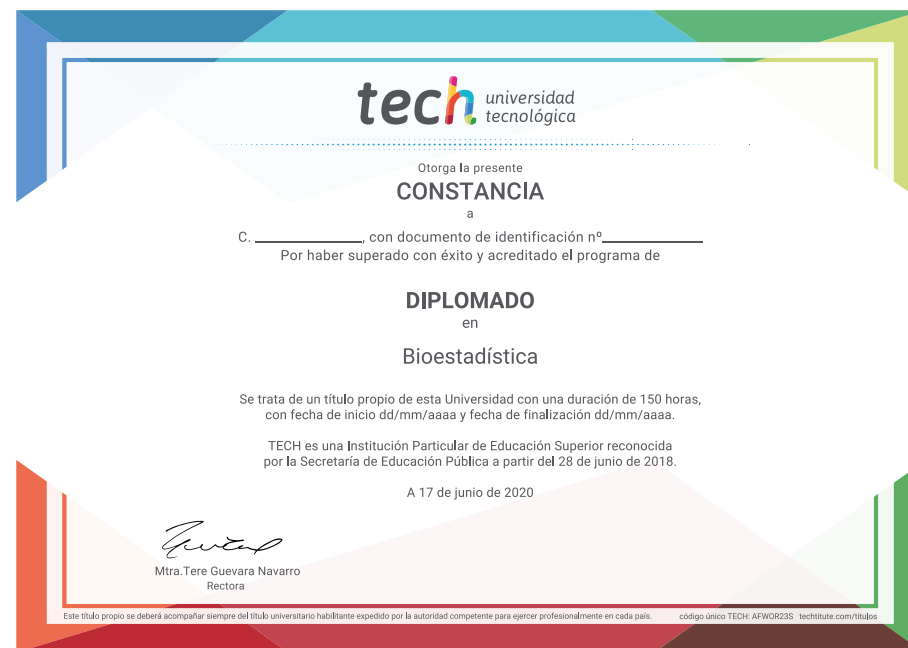 tech universidad
tecnológica
Otorga la presente
CONSTANCIA
a
C. ____________, con documento de identificación nº____________
Por haber superado con éxito y acreditado el programa de
DIPLOMADO
en
Bioestadística
Se trata de un título propio de esta Universidad con una duración de 150 horas,
con fecha de inicio dd/mm/aaaa y fecha de finalización dd/mm/aaaa.
TECH es una Institución Particular de Educación Superior reconocida
por la Secretaría de Educación Pública a partir del 28 de junio de 2018.
A 17 de junio de 2020
Mtra.Tere Guevara Navarro
Rectora
Este título propio se deberá acompañar siempre del título universitario habilitante expedido por la autoridad competente para ejercer profesionalmente en cada país. código único TECH: AFWOR23S techtitute.com/titulos